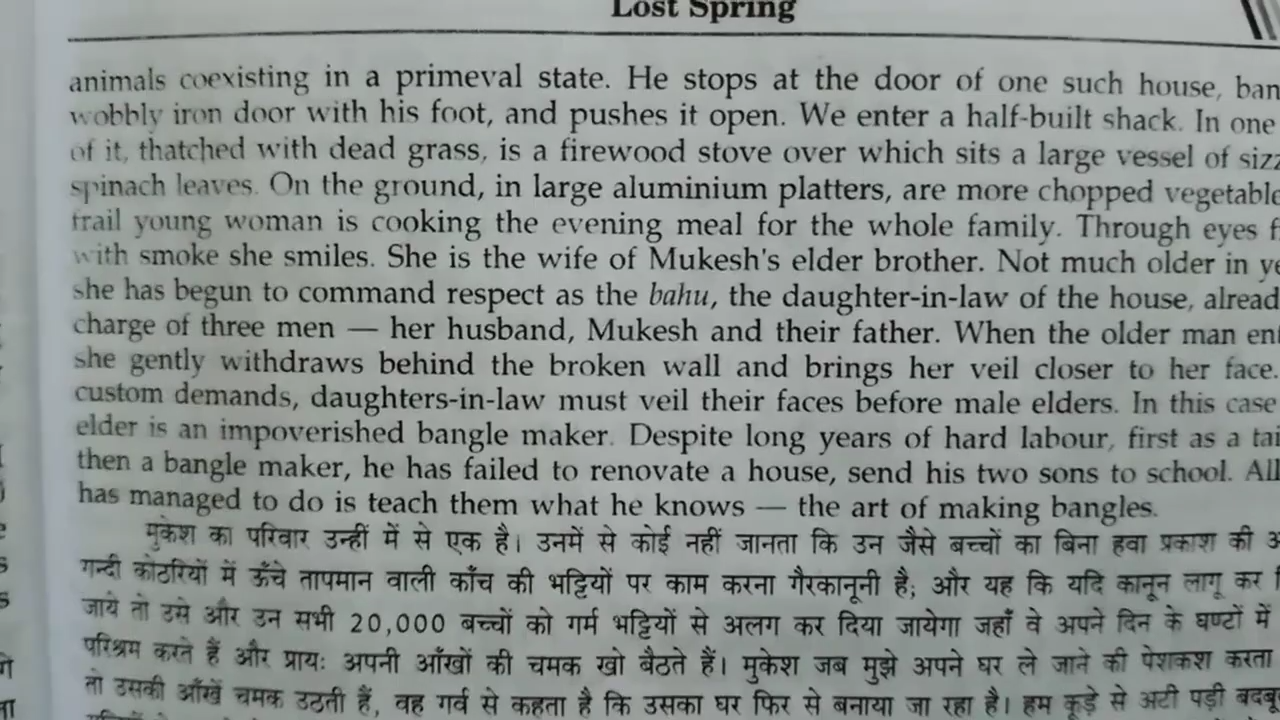 Lost Spring
animals coexisting in a primeval state. He stops at the door of one such house,
wobbly iron door with his foot, and pushes it open. We enter a half-built shack. In one
of it, thatched with dead grass, is a firewood stove over which sits a large vessel of
spinach leaves. On the ground, in large aluminium platters, are more chopped
frail young woman is cooking the evening meal for the whole family. Through eyes
with smoke she smiles. She is the wife of Mukesh's elder brother. Not much older in
she has begun to command respect as the bahu, the daughter-in-law of the house,
charge of three men — her husband, Mukesh and their father. When the older man
she gently withdraws behind the broken wall and brings her veil closer to her face.
custom demands, daughters-in-law must veil their faces before male elders. In this case
elder is an impoverished bangle maker. Despite long years of hard labour, first as a
then a bangle maker, he has failed to renovate a house, send his two sons to school. All
has managed to do is teach them what he knows — the art of making bangles.
मुकेश का परिवार उन्हीं में से एक है। उनमें से कोई नहीं जानता कि उन जैसे बच्चों का बिना हवा प्रकाश की
गन्दी कोठरियों में ऊँचे तापमान वाली काँच की भट्टियों पर काम करना गैरकानूनी है; और यह कि यदि कानून लागू कर
जाये तो उसे और उन सभी 20,000 बच्चों को गर्म भट्टियों से अलग कर दिया जायेगा जहाँ वे अपने दिन के घण्टों में
परिश्रम करते हैं और प्रायः अपनी आँखों की चमक खो बैठते हैं। मुकेश जब मुझे अपने घर ले जाने की पेशकश करता
तो उसकी आँखें चमक उठती हैं, वह गर्व से कहता है कि उसका घर फिर से बनाया जा रहा है। हम कूड़े से अटी पड़ी